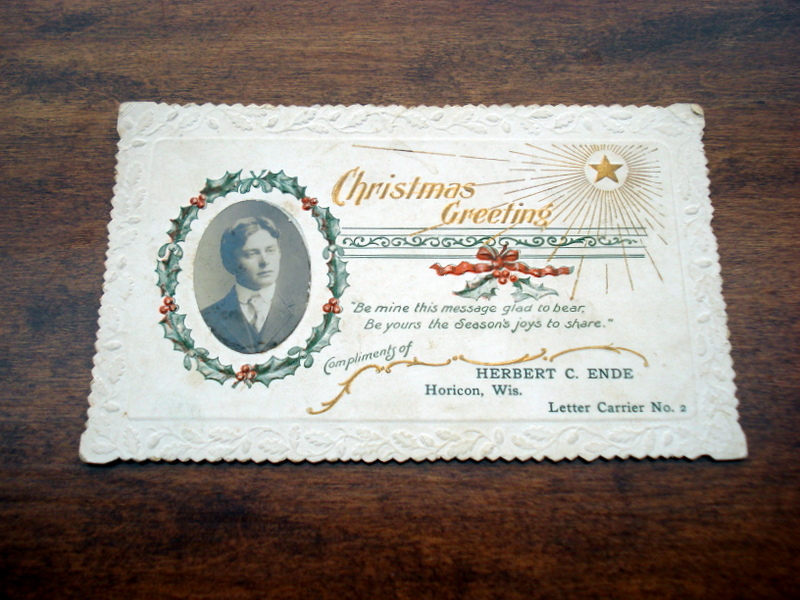 Christmas
Greeting
"Be mine this message glad to bear,
Be yours the Season's joys to share."
Compliments of
HERBERT C. ENDE
Horicon, Wis.
Letter Carrier No. 2